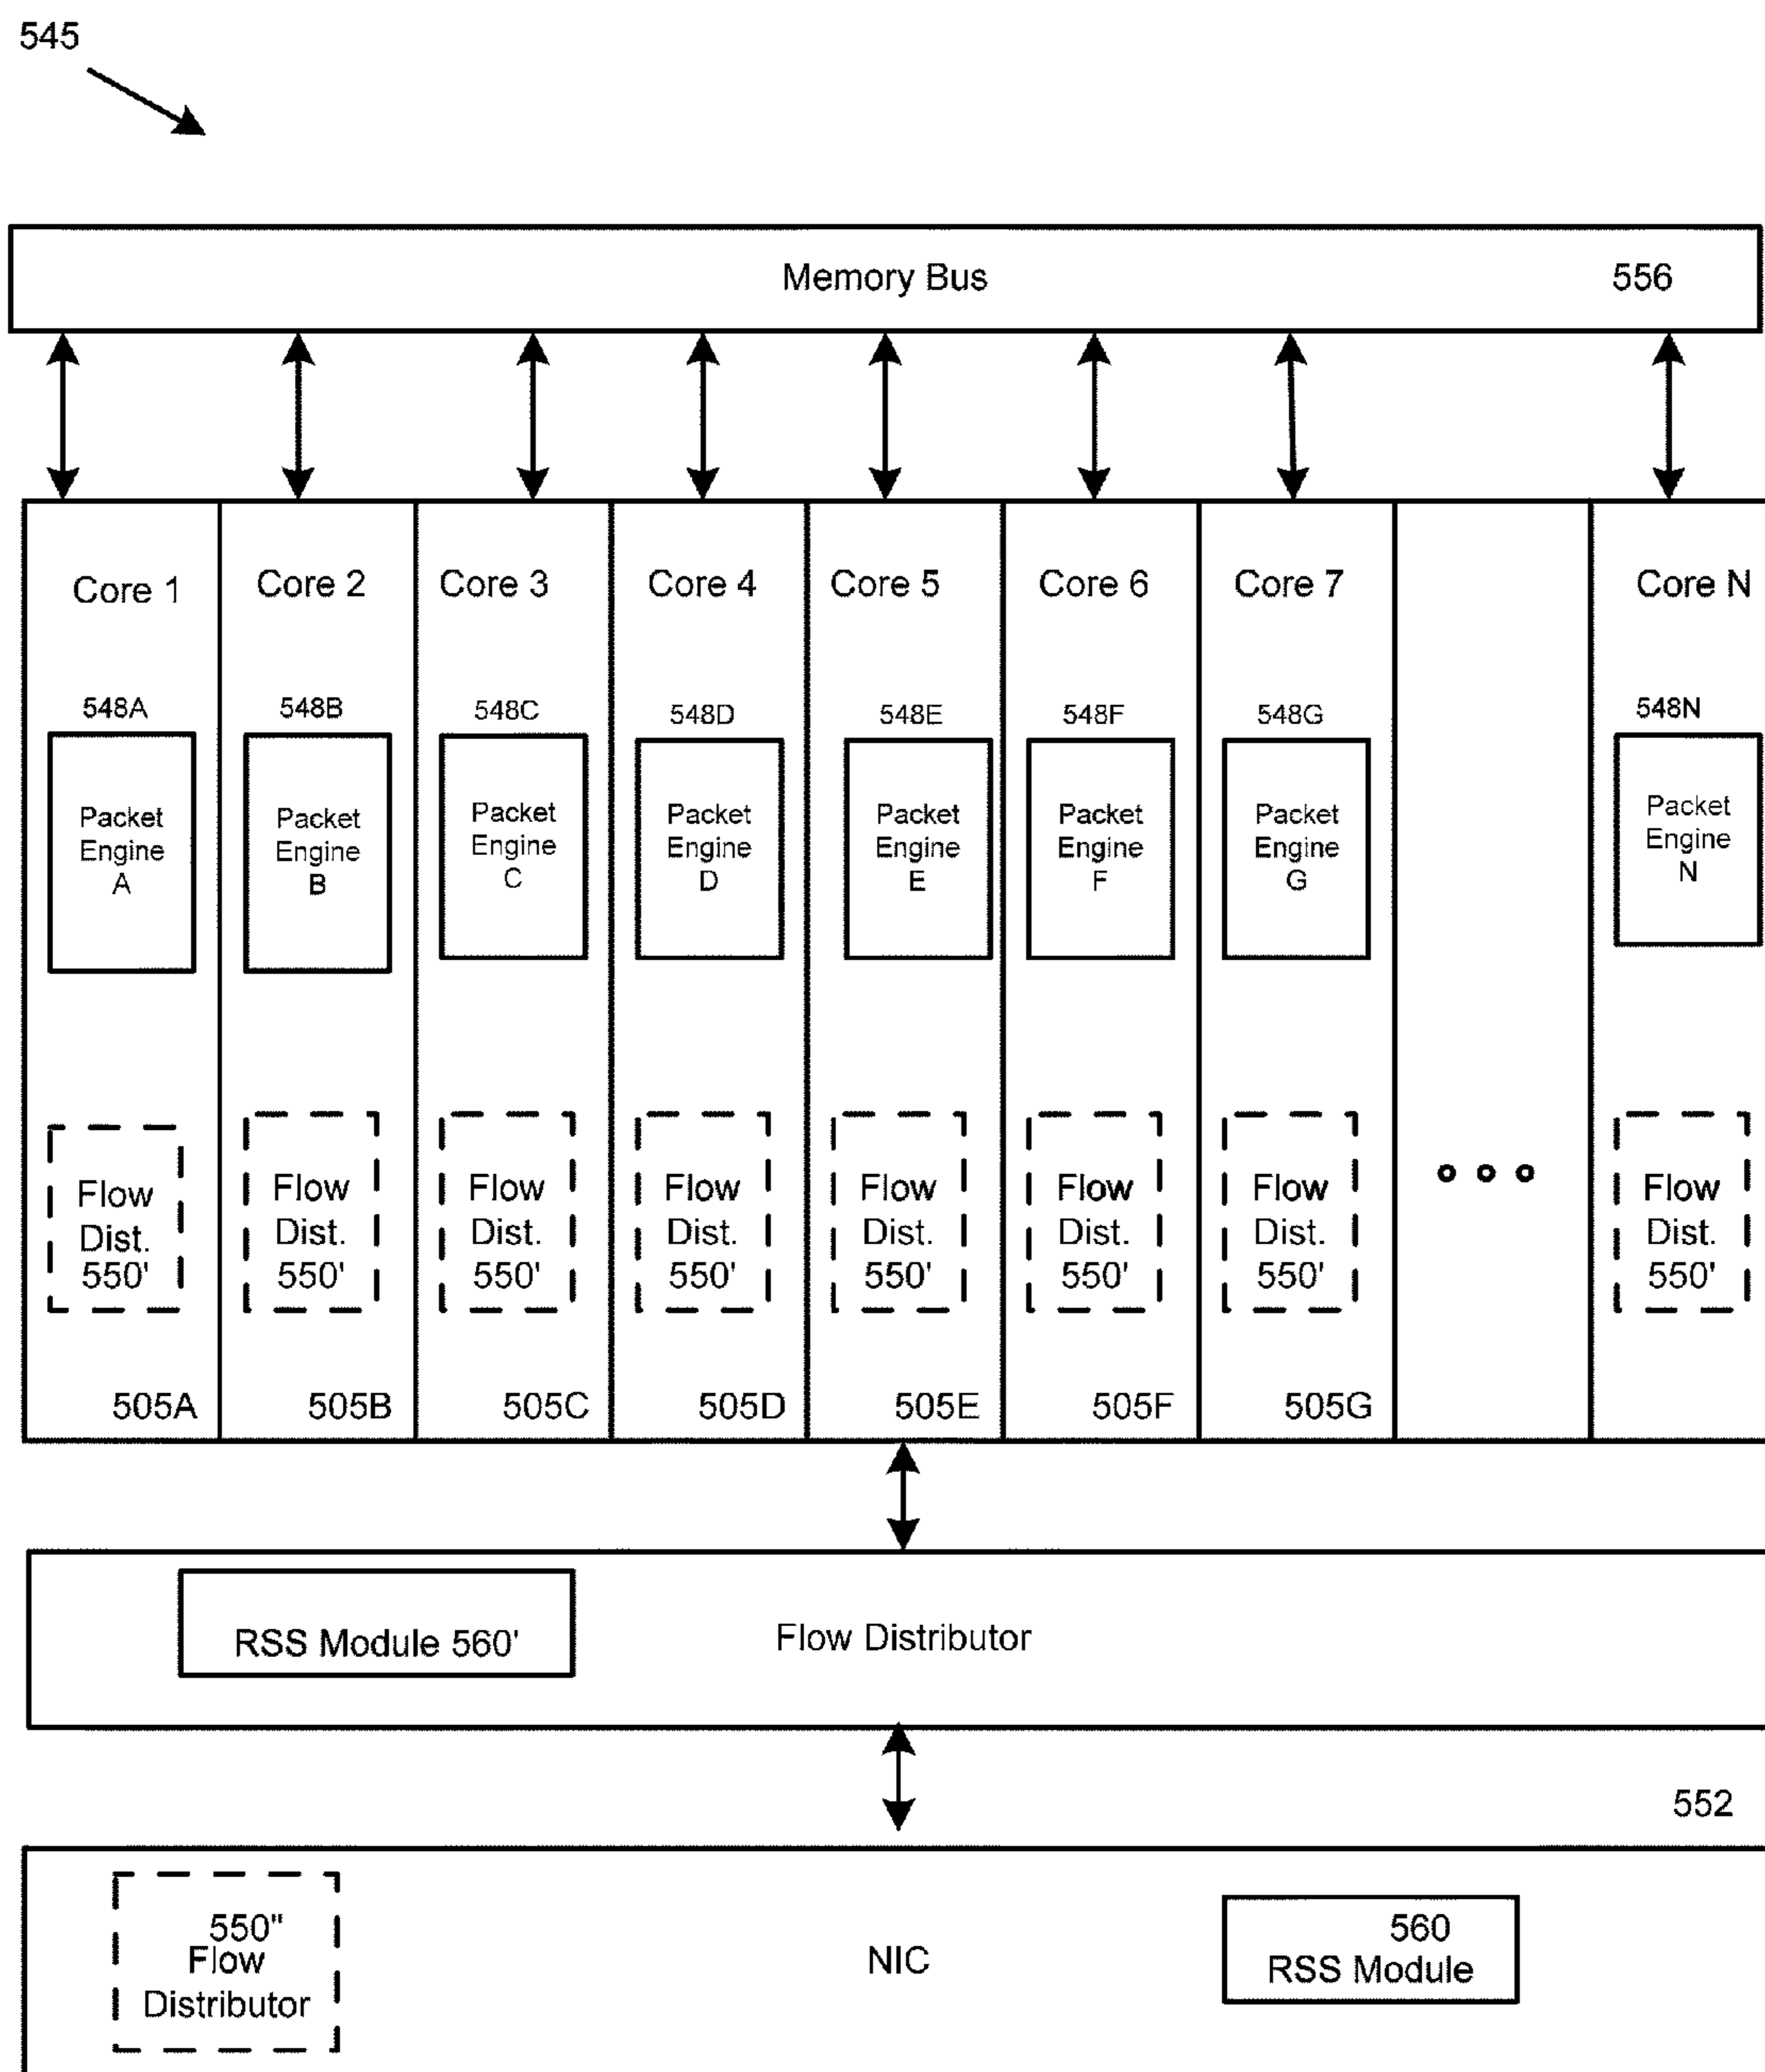 545
Memory Bus 556
Core 1 Core 2 Core 3 Core 4 Core 5 Core 6 Core 7 Core N
548A 548B 548C 548D 548E 548F 548G 548N
Packet Packet Packet Packet Packet Packet Packet Packet
Engine Engine Engine Engine Engine Engine Engine Engine
A B C D E F G N
Flow Flow Flow Flow Flow Flow Flow Flow
Dist. Dist. Dist. Dist. Dist. Dist. Dist. Dist.
550' 550' 550' 550' 550' 550' 550' 550'
505A 505B 505C 505D 505E 505F 505G
RSS Module 560' Flow Distributor
552
550" 560
Flow NIC RSS Module
Distributor